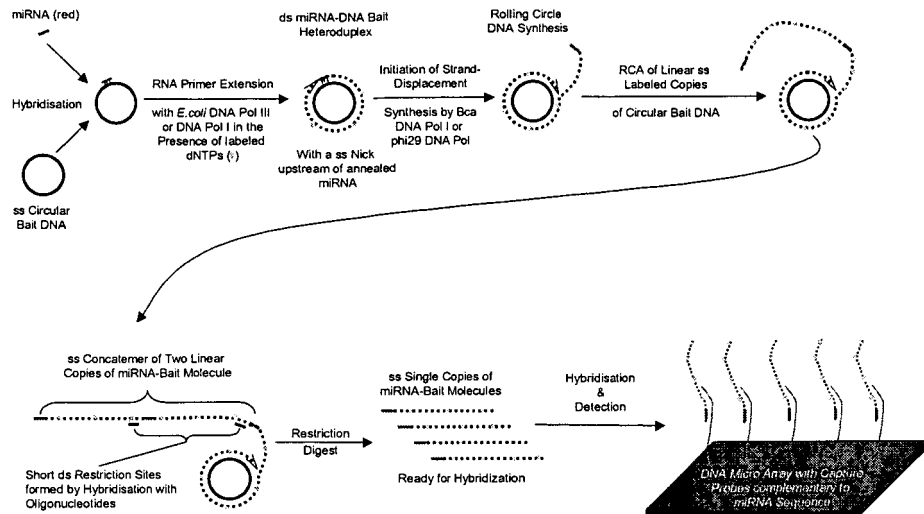 miRNA (red)
Hybridisation
ss Circular
Bait DNA
RNA Primer Extension
with E.coli DNA Pol III
or DNA Pol I in the
Presence of labeled
dNTPs (◦)
ds miRNA-DNA Bait
Heteroduplex
With a ss Nick
upstream of annealed
miRNA
Initiation of Strand-
Displacement
Synthesis by Bca
DNA Pol I or
phi29 DNA Pol
Rolling Circle
DNA Synthesis
RCA of Linear ss
Labeled Copies
of Circular Bait DNA
ss Concatemer of Two Linear
Copies of miRNA-Bait Molecule
Short ds Restriction Sites
formed by Hybridisation with
Oligonucleotides
Restriction
Digest
ss Single Copies of
miRNA-Bait Molecules
Ready for Hybridization
Hybridisation
&
Detection
DNA Micro Array with Capture
Probes complementary to
miRNA Sequence